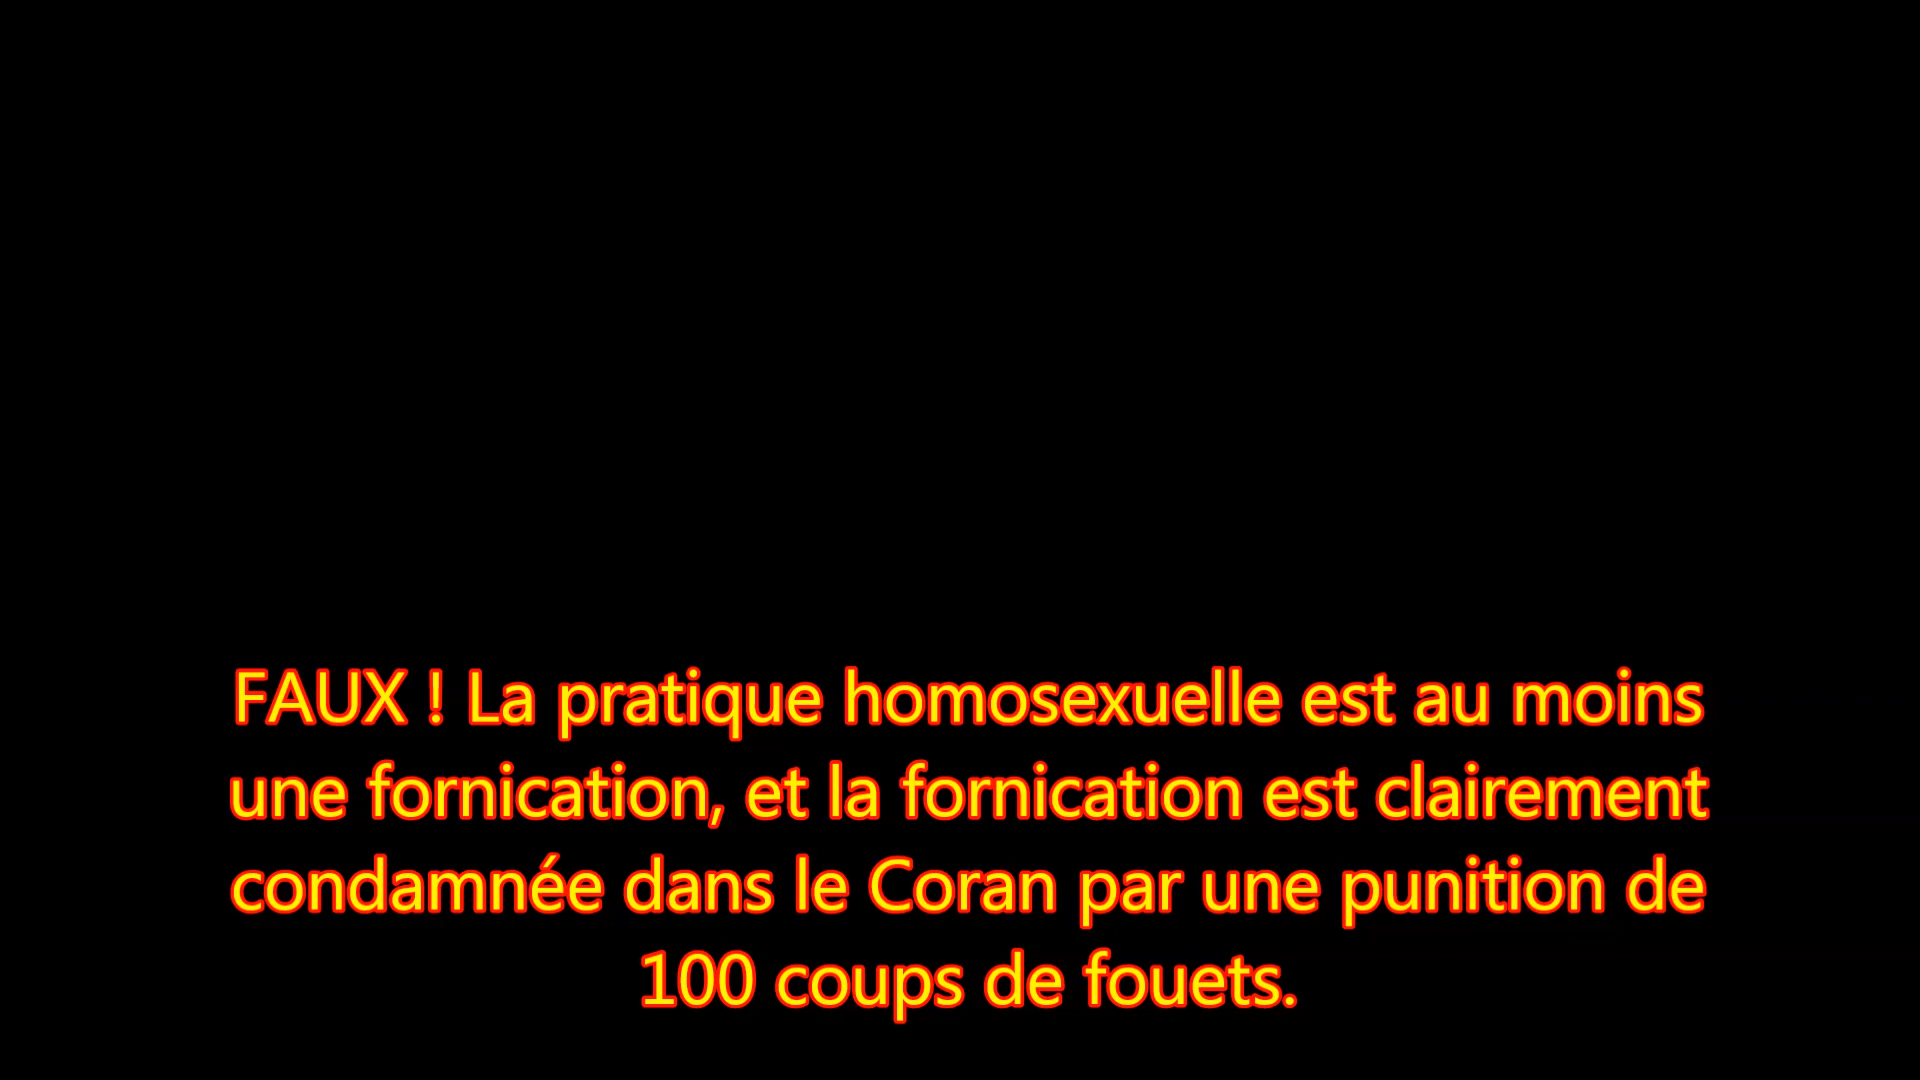 FAUX ! La pratique homosexuelle est au moins
une fornication, et la fornication est clairement
condamnée dans le Coran par une punition de
100 coups de fouets.